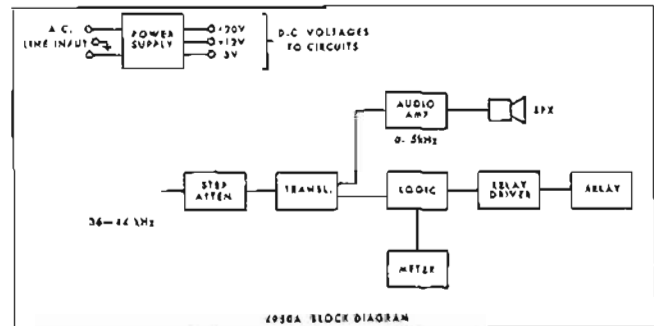 A.C.
LINE INPUT
POWER
SUPPLY
+20V
+12V
-5V
D.C. VOLTAGES
TO CIRCUITS
AUDIO
AMP
0-5kHz
SPK
STEP
ATTEN.
TRANSL.
LOGIC
RELAY
DRIVER
RELAY
36-44 kHz
METER
BLOCK DIAGRAM